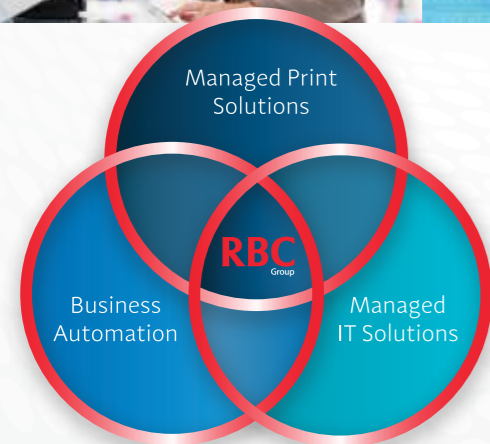 Managed Print
Solutions
RBC
Group
Business
Automation
Managed
IT Solutions